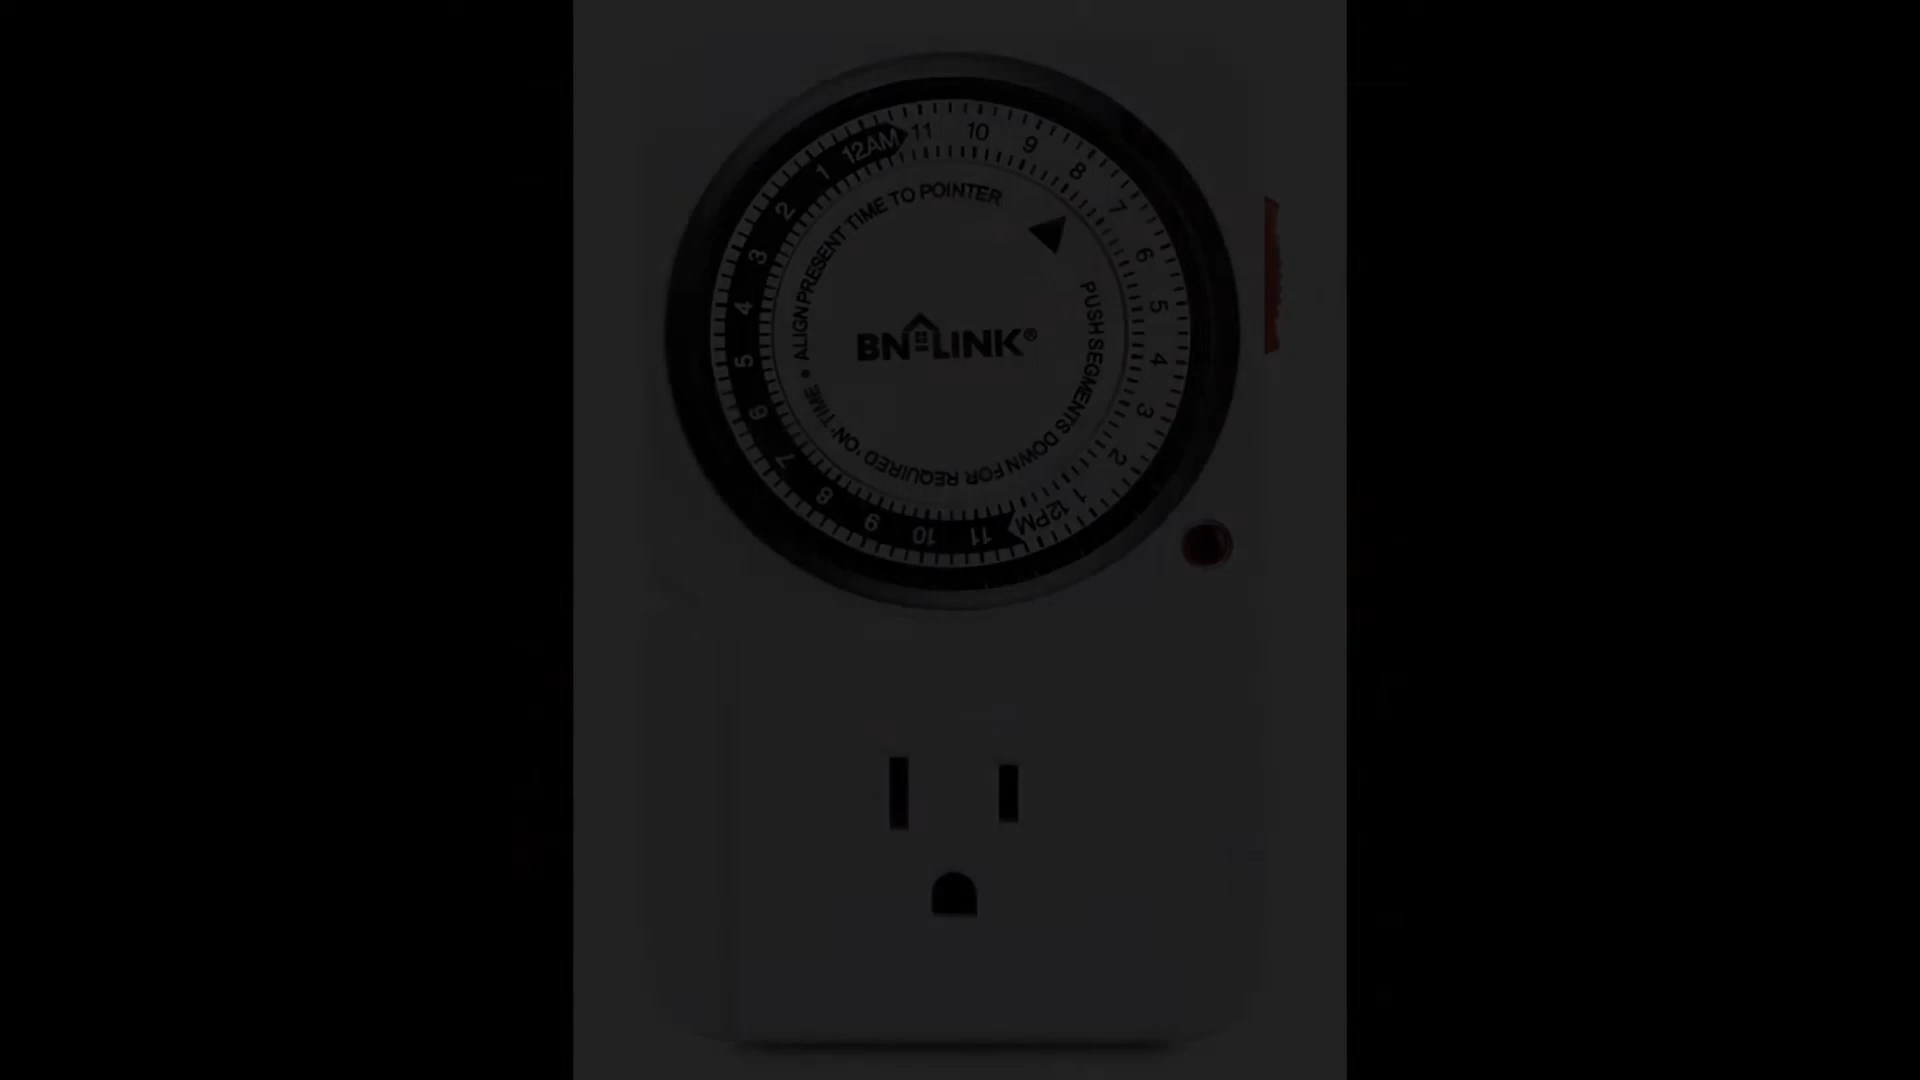 12AM 11 10 9 8 7 6 5 4 3 2 1 12PM 11 10 9 8 7 6 5 4 3 2 1
ALIGN PRESENT TIME TO POINTER
PUSH SEGMENTS DOWN FOR REQUIRED 'ON' TIME •
BN-LINK®